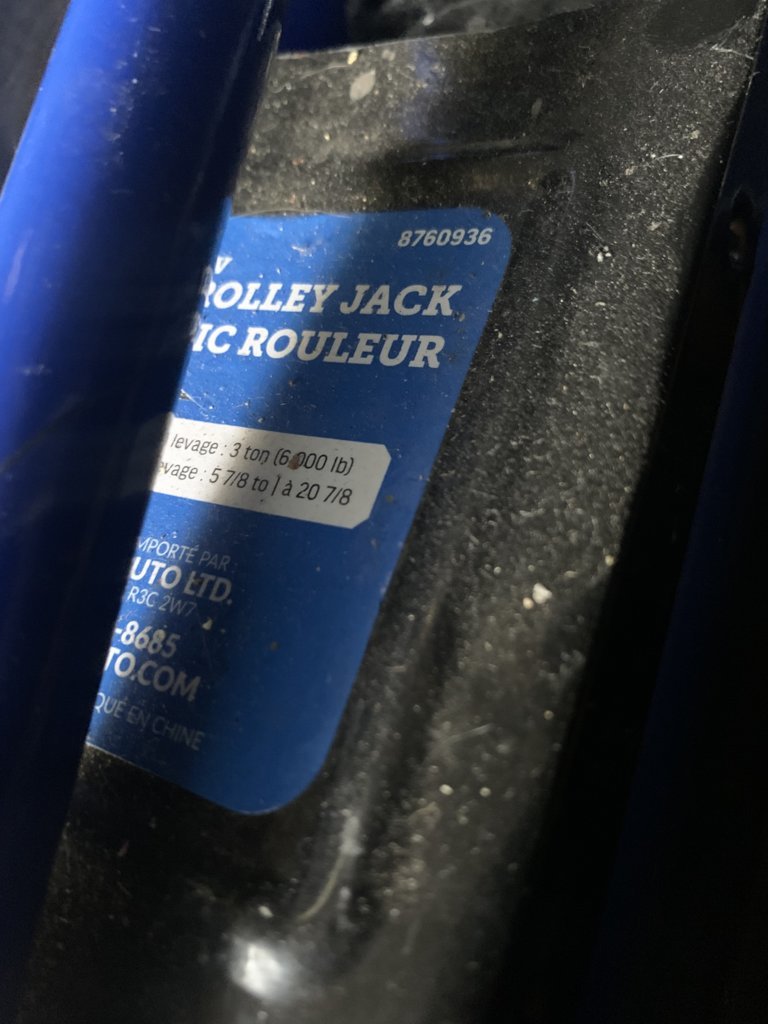 8760936
ROLLEY JACK
IC ROULEUR
levage : 3 ton (6,000 lb)
evage : 5 7/8 to | à 20 7/8
MPORTÉ PAR
UTO LTD.
R3C 2W7
-8685
TO.COM
QUÉ EN CHINE